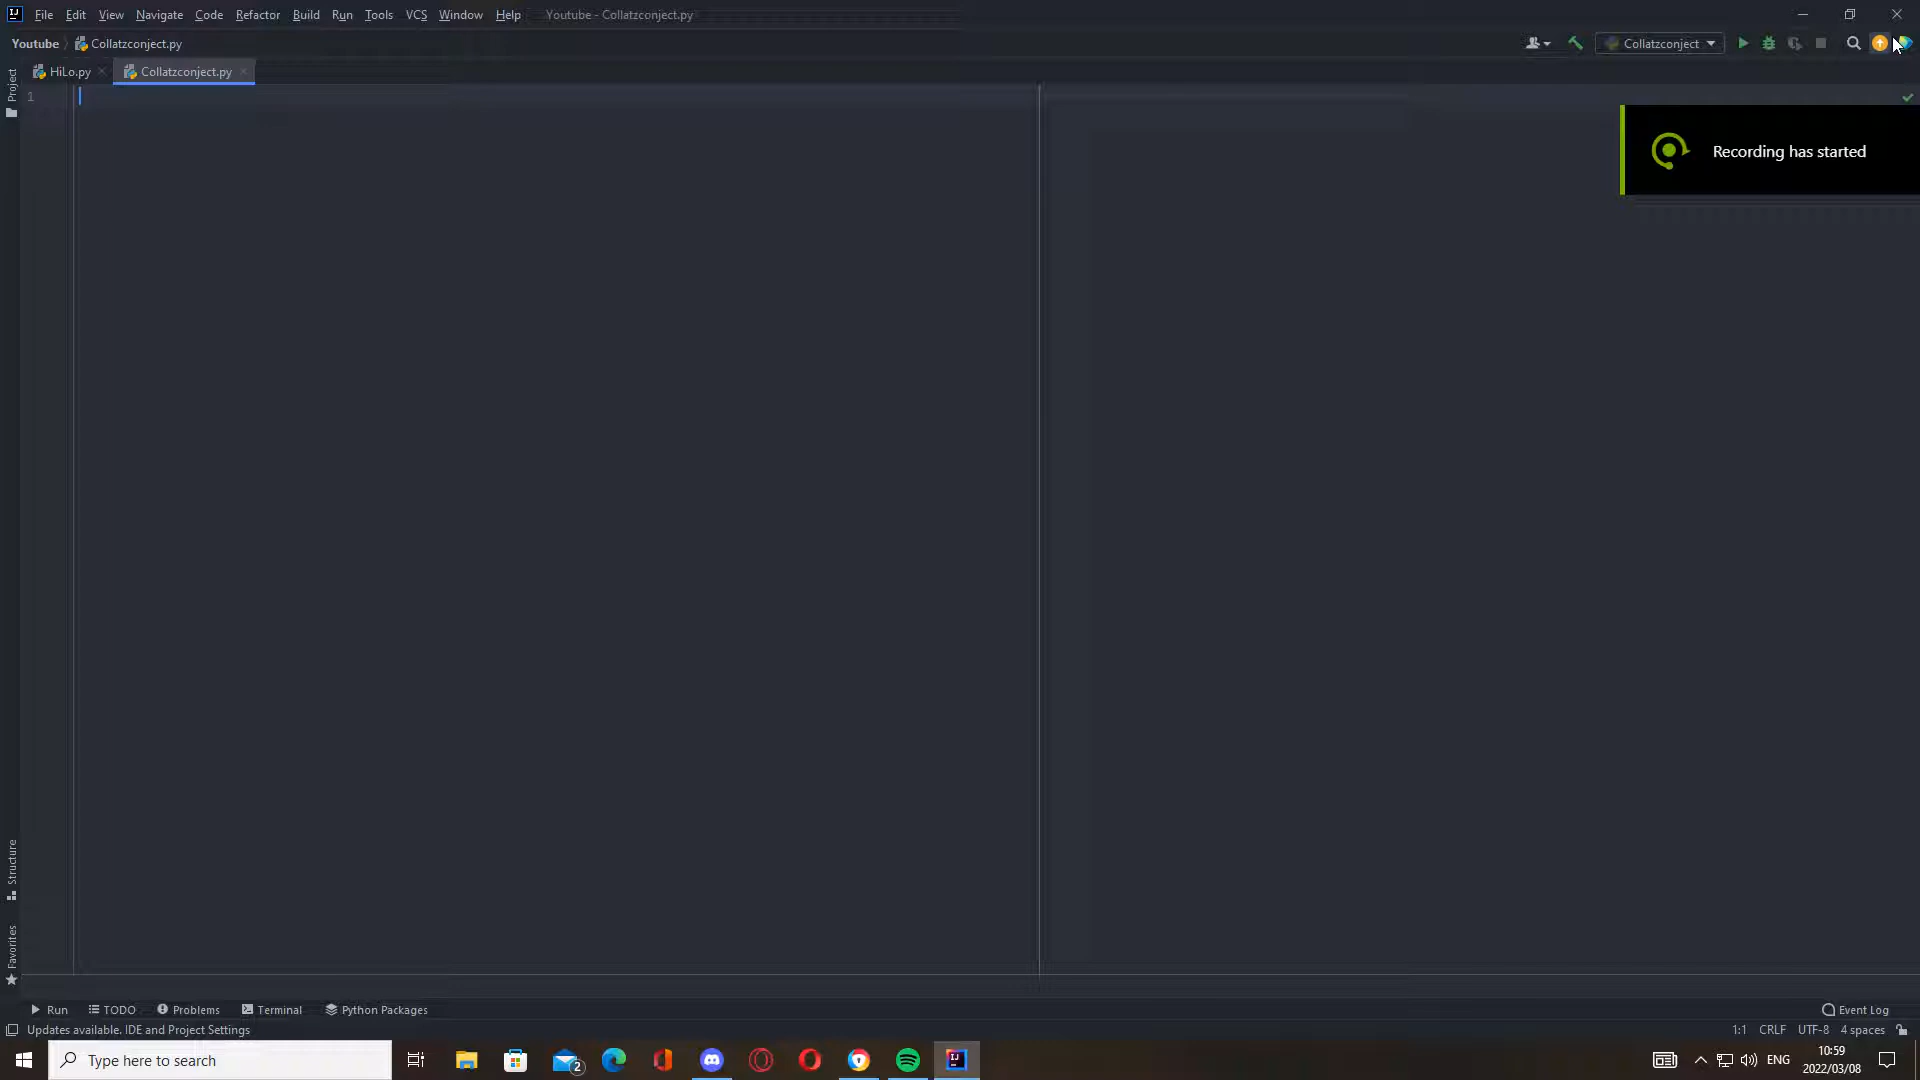 File Edit View Navigate Code Refactor Build Run Tools VCS Window Help Youtube - Collatzconject.py
Youtube Collatzconject.py Collatzconject
HiLo.py Collatzconject.py
Project
1
Recording has started
Structure
Favorites
Run TODO Problems Terminal Python Packages Event Log
Updates available. IDE and Project Settings 1:1 CRLF UTF-8 4 spaces
Type here to search 2 ENG 10:59
2022/03/08